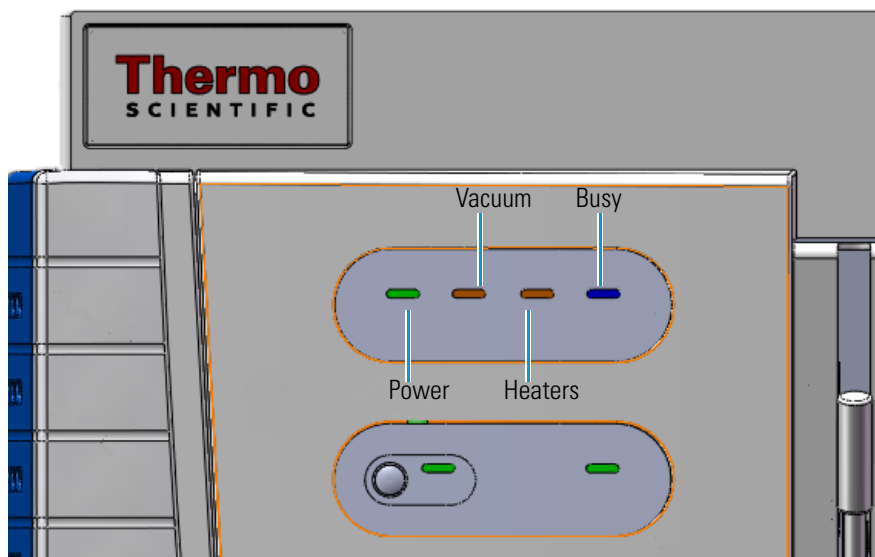 Thermo
SCIENTIFIC
Vacuum
Busy
Power
Heaters